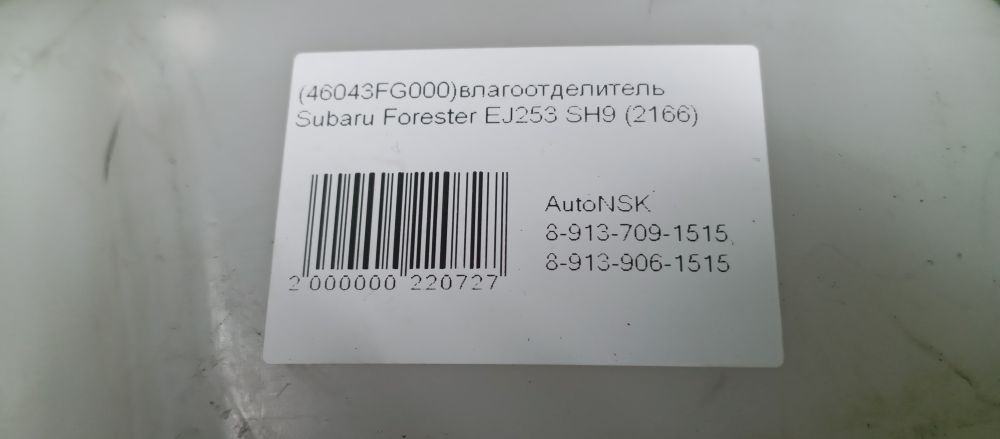 (46043FG000)влагоотделитель
Subaru Forester EJ253 SH9 (2166)
AutoNSK
8-913-709-1515,
8-913-906-1515
2 000000 220727